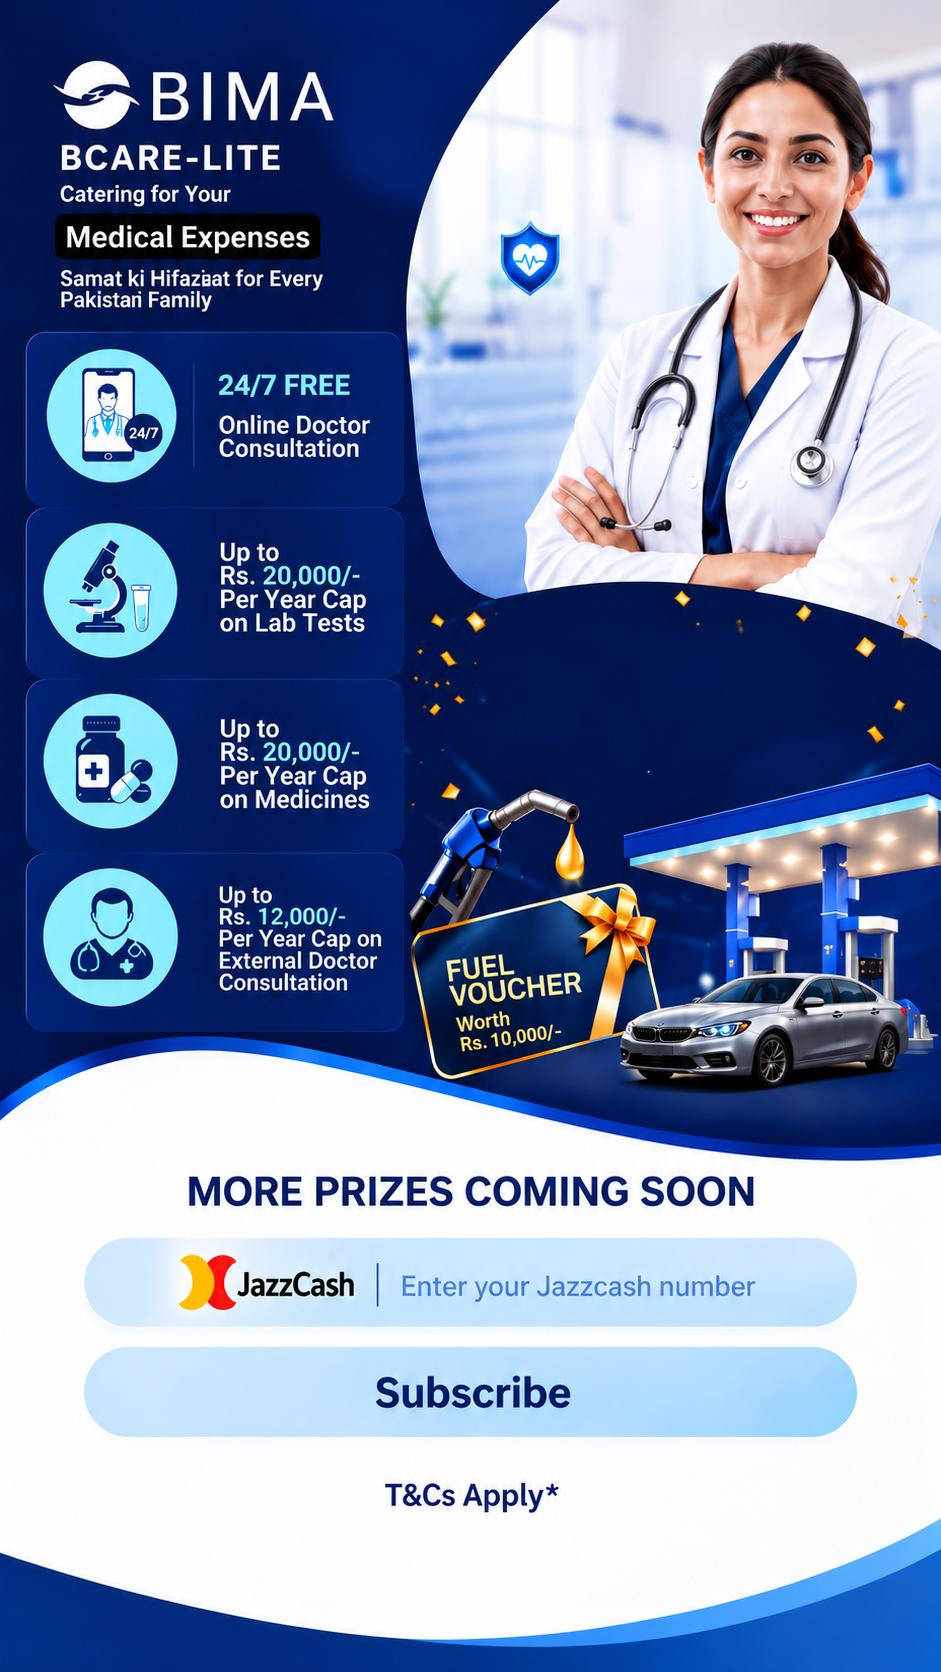 BIMA
BCARE-LITE
Catering for Your
Medical Expenses
Samat ki Hifaziat for Every
Pakistani Family
24/7
24/7 FREE
Online Doctor
Consultation
Up to
Rs. 20,000/-
Per Year Cap
on Lab Tests
Up to
Rs. 20,000/-
Per Year Cap
on Medicines
Up to
Rs. 12,000/-
Per Year Cap on
External Doctor
Consultation
FUEL
VOUCHER
Worth
Rs. 10,000/-
MORE PRIZES COMING SOON
JazzCash
Enter your Jazzcash number
Subscribe
T&Cs Apply*